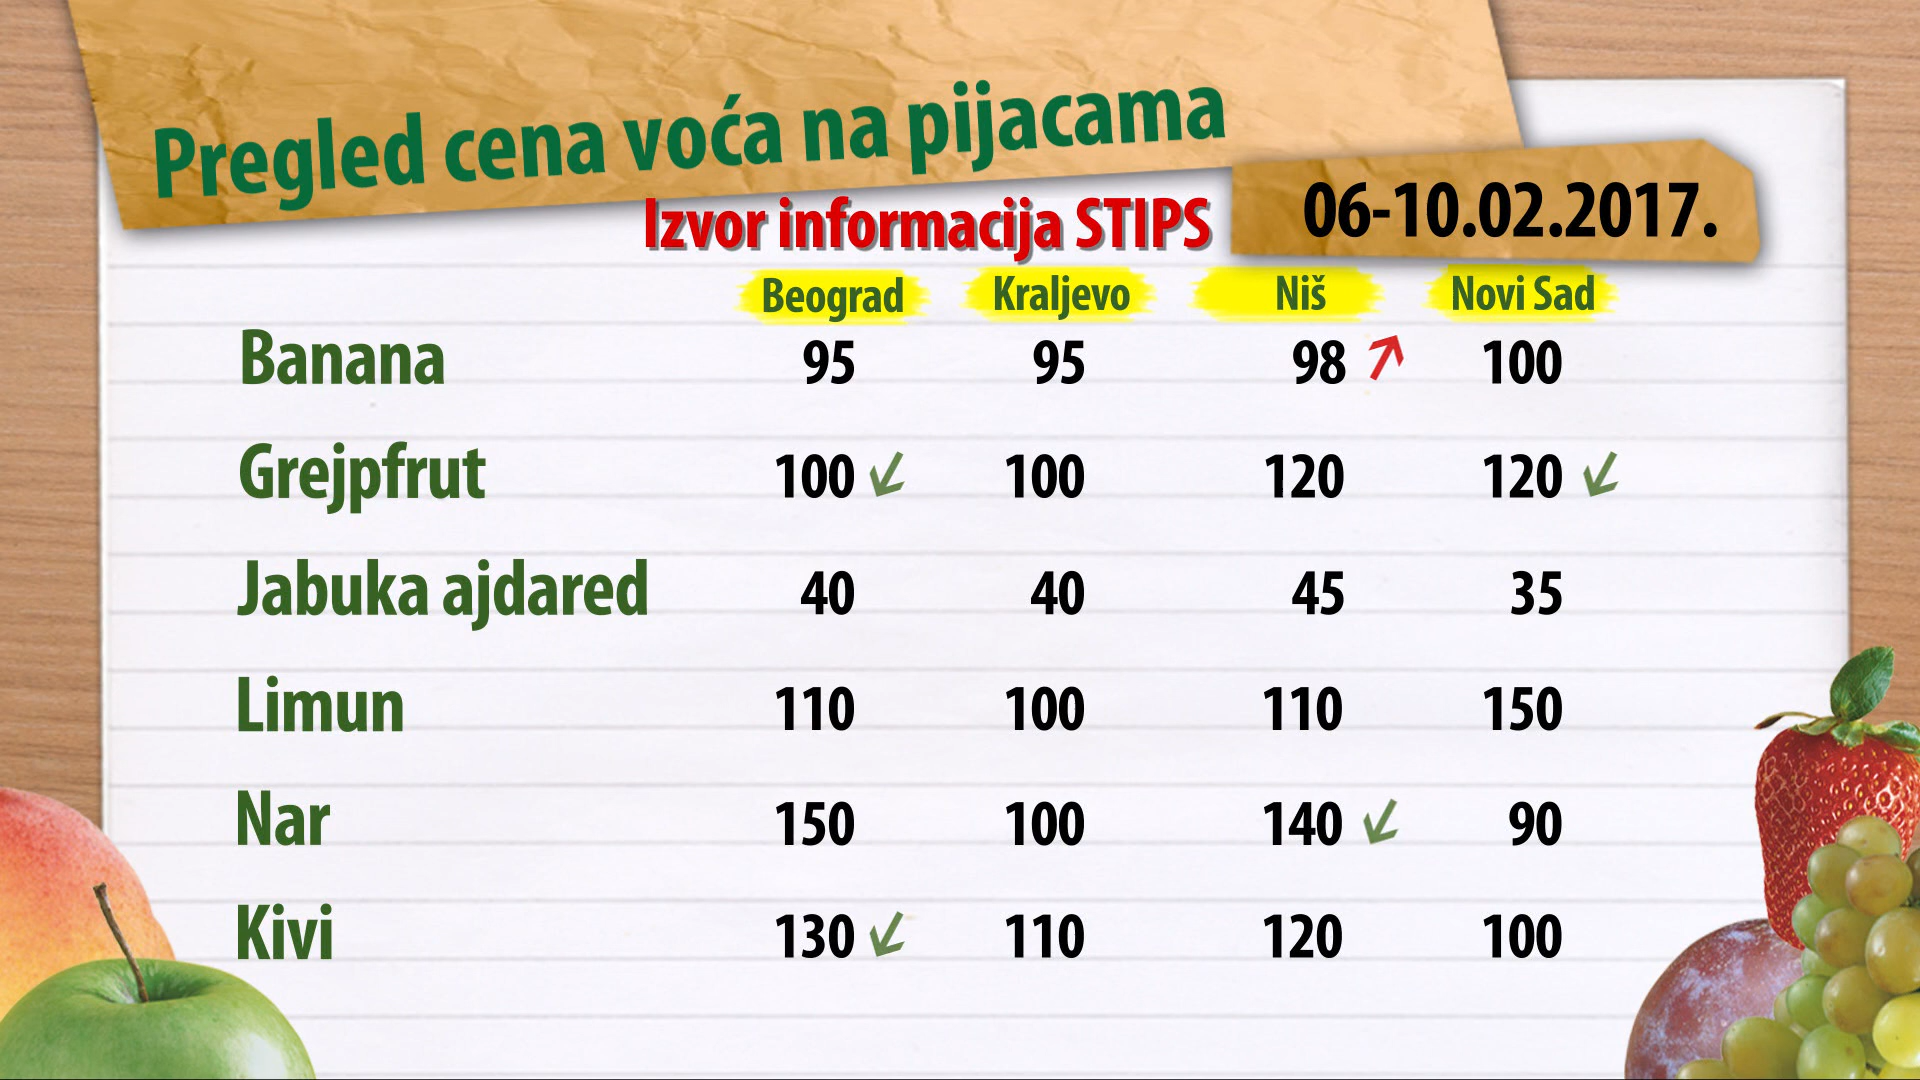 Pregled cena voća na pijacama
Izvor informacija STIPS
06-10.02.2017.
Beograd Kraljevo Niš Novi Sad
Banana 95 95 98 ↗ 100
Grejpfrut 100 ↙ 100 120 120 ↙
Jabuka ajdared 40 40 45 35
Limun 110 100 110 150
Nar 150 100 140 ↙ 90
Kivi 130 ↙ 110 120 100